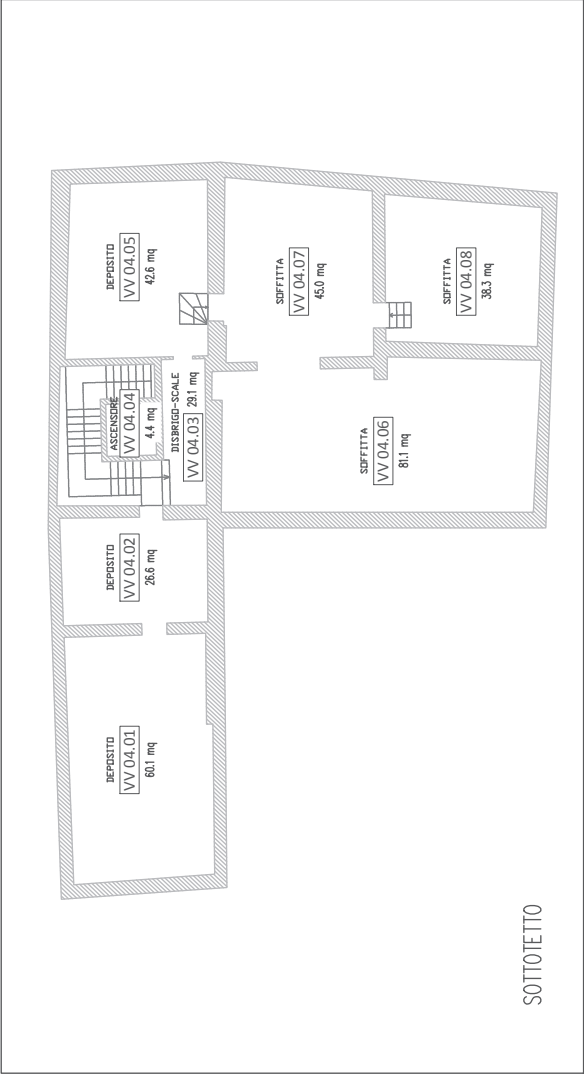 DEPOSITO
VV 04.01
60.1 mq
DEPOSITO
VV 04.02
26.6 mq
DISBRIGO-SCALE
VV 04.03
29.1 mq
ASCENSORE
VV 04.04
4.4 mq
DEPOSITO
VV 04.05
42.6 mq
SOFFITTA
VV 04.06
81.1 mq
SOFFITTA
VV 04.07
45.0 mq
SOFFITTA
VV 04.08
38.3 mq
SOTTOTETTO